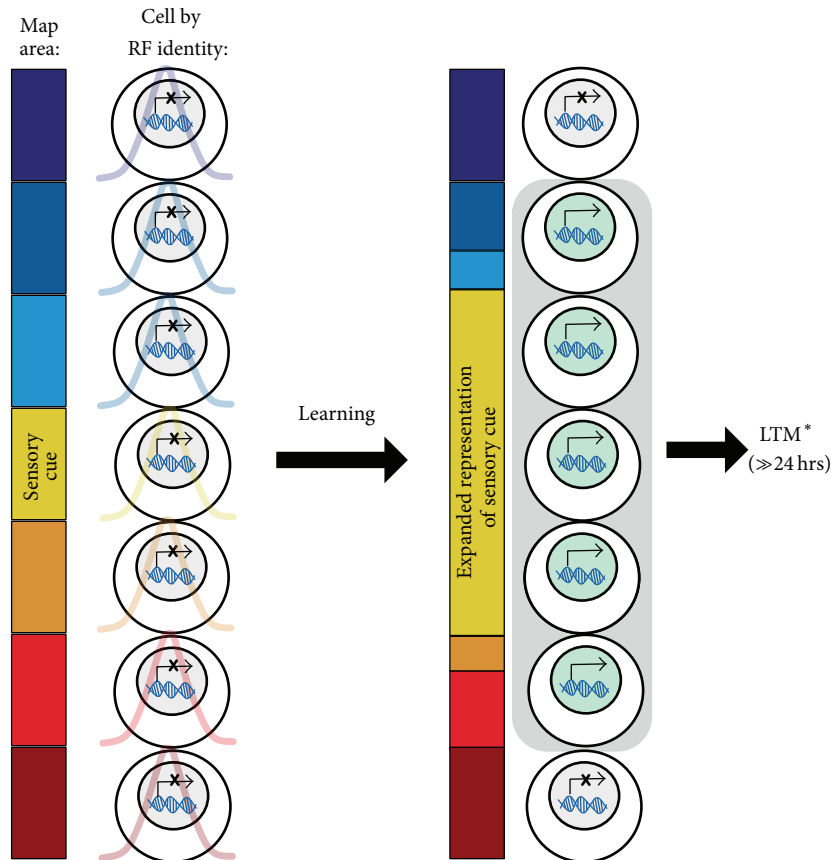 Map
area:
Cell by
RF identity:
Sensory
cue
Learning
Expanded representation
of sensory cue
LTM*
(≫24 hrs)